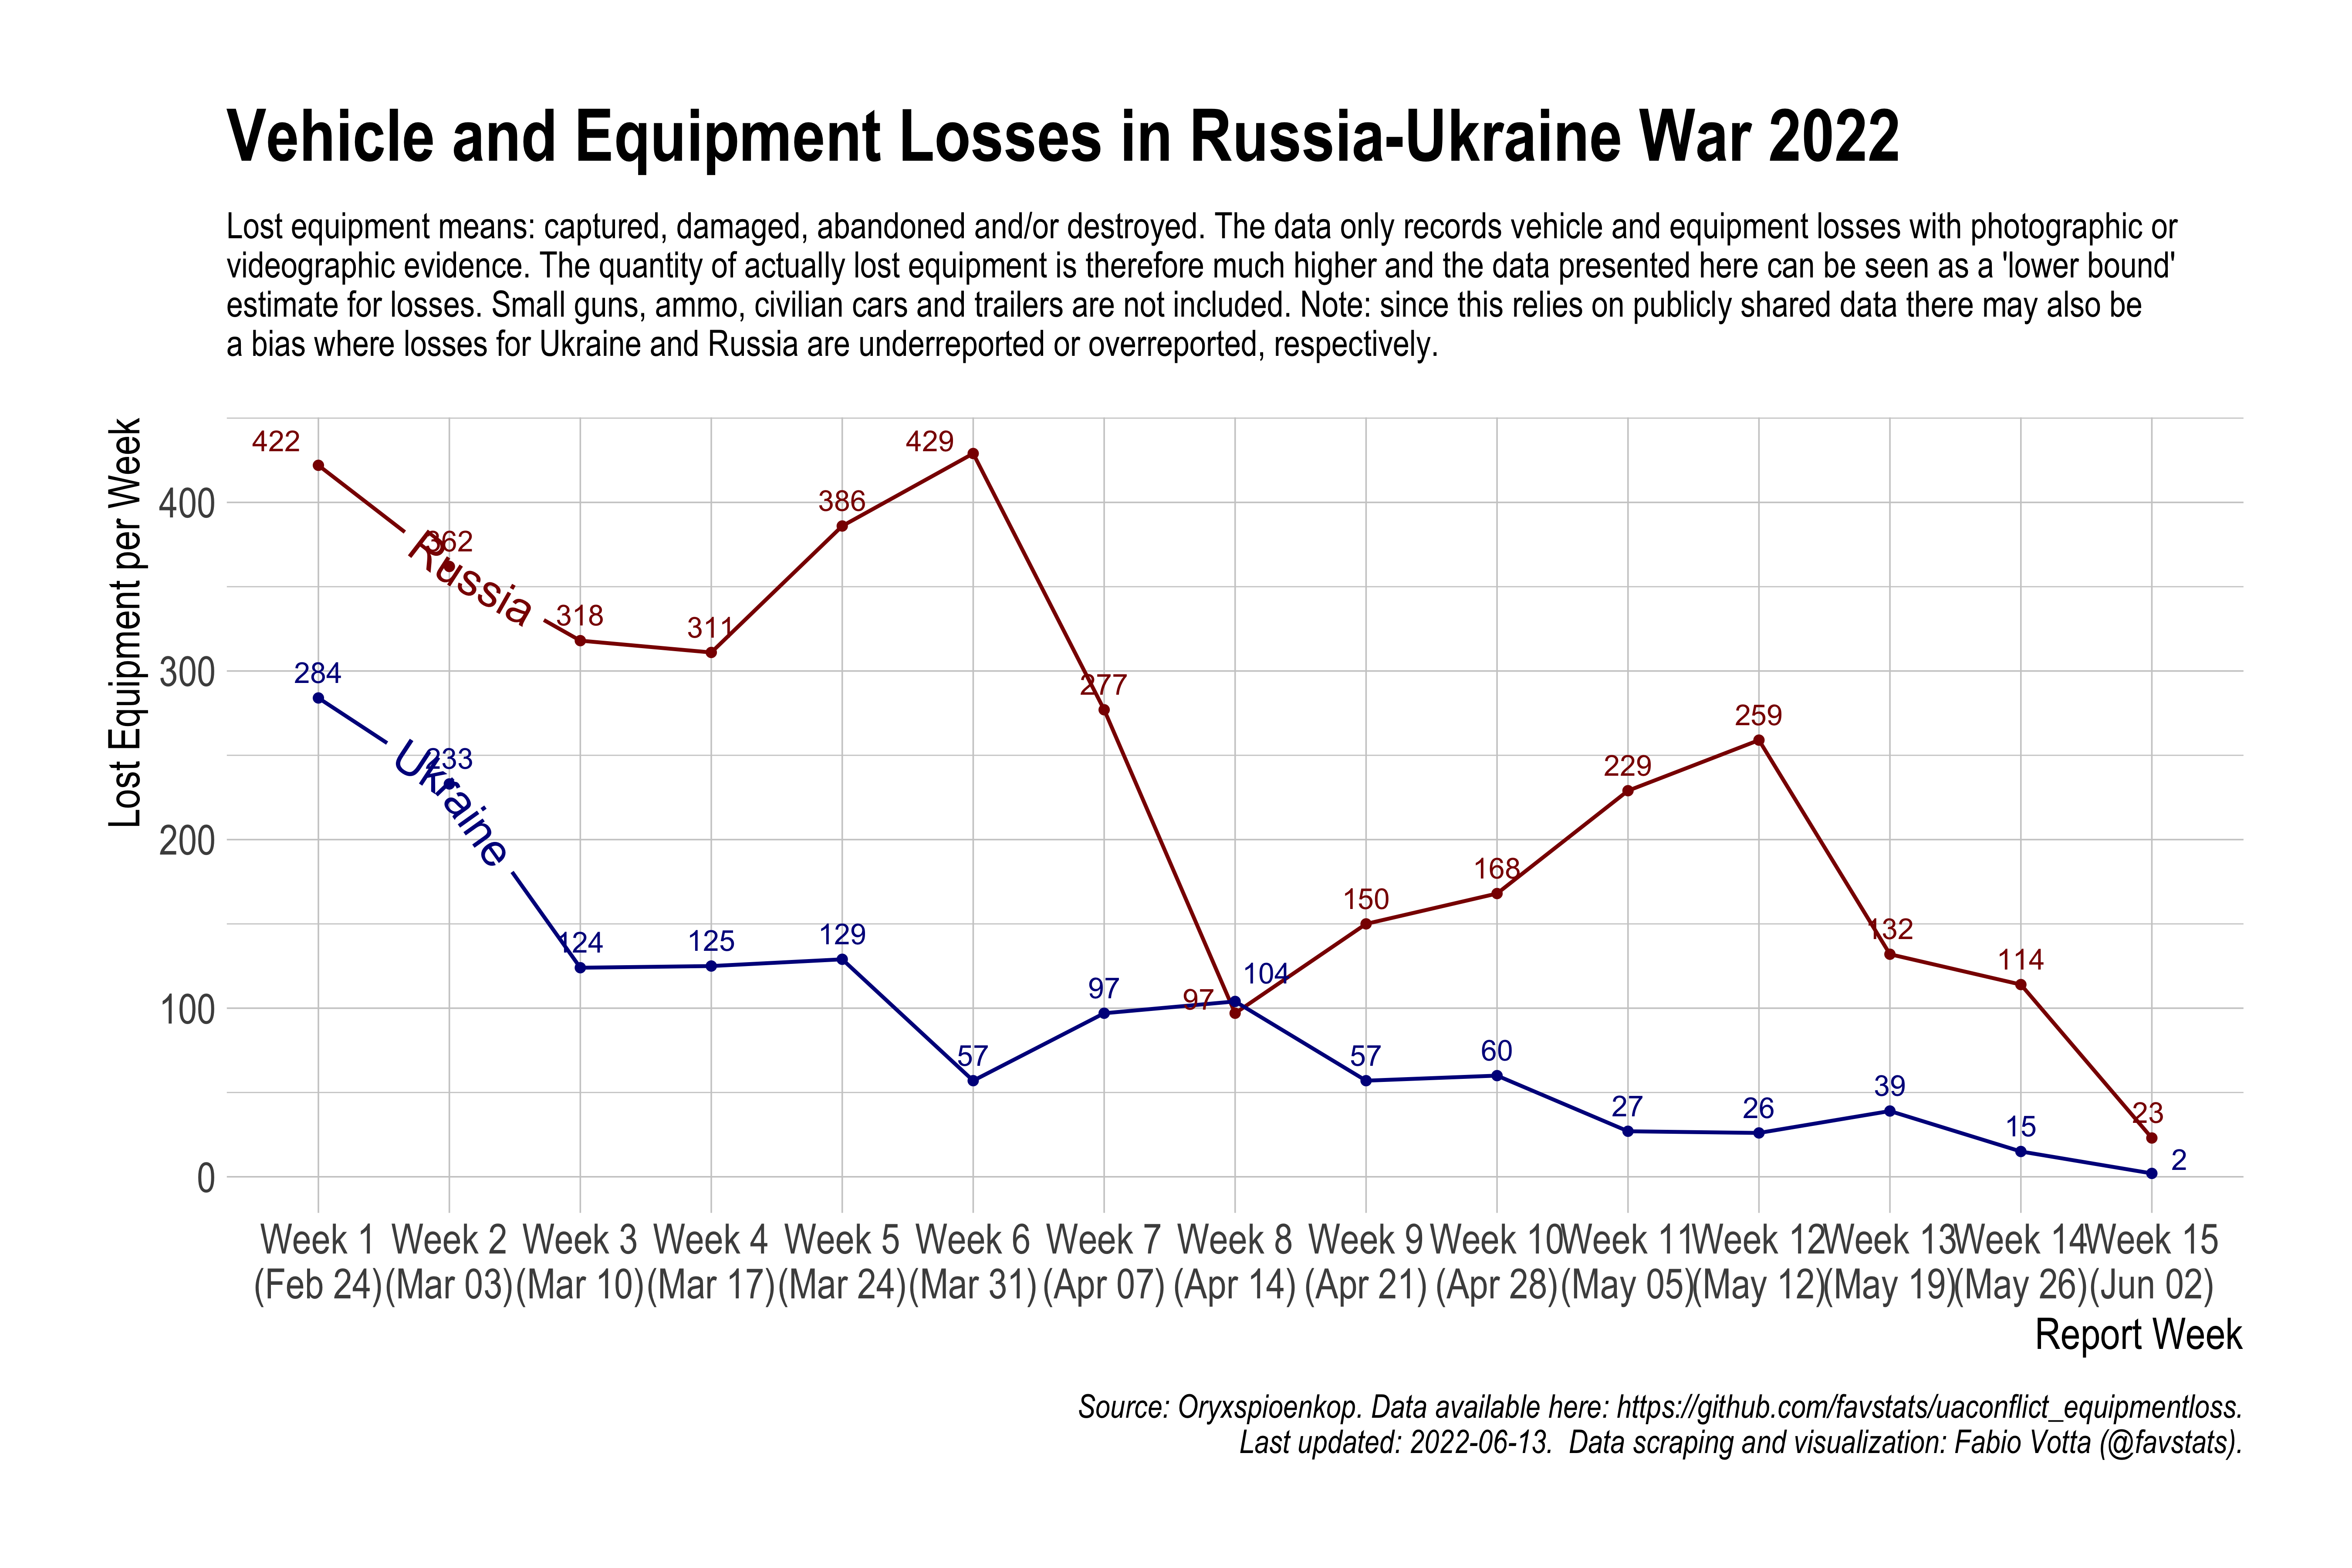 Vehicle and Equipment Losses in Russia-Ukraine War 2022
Lost equipment means: captured, damaged, abandoned and/or destroyed. The data only records vehicle and equipment losses with photographic or
videographic evidence. The quantity of actually lost equipment is therefore much higher and the data presented here can be seen as a 'lower bound'
estimate for losses. Small guns, ammo, civilian cars and trailers are not included. Note: since this relies on publicly shared data there may also be
a bias where losses for Ukraine and Russia are underreported or overreported, respectively.
Lost Equipment per Week
400
300
200
100
0
Russia
422
362
318
311
386
429
277
97
150
168
229
259
132
114
23
Ukraine
284
233
124
125
129
57
97
104
57
60
27
26
39
15
2
Week 1 Week 2 Week 3 Week 4 Week 5 Week 6 Week 7 Week 8 Week 9 Week 10 Week 11 Week 12 Week 13 Week 14 Week 15
(Feb 24) (Mar 03) (Mar 10) (Mar 17) (Mar 24) (Mar 31) (Apr 07) (Apr 14) (Apr 21) (Apr 28) (May 05) (May 12) (May 19) (May 26) (Jun 02)
Report Week
Source: Oryxspioenkop. Data available here: https://github.com/favstats/uaconflict_equipmentloss.
Last updated: 2022-06-13. Data scraping and visualization: Fabio Votta (@favstats).